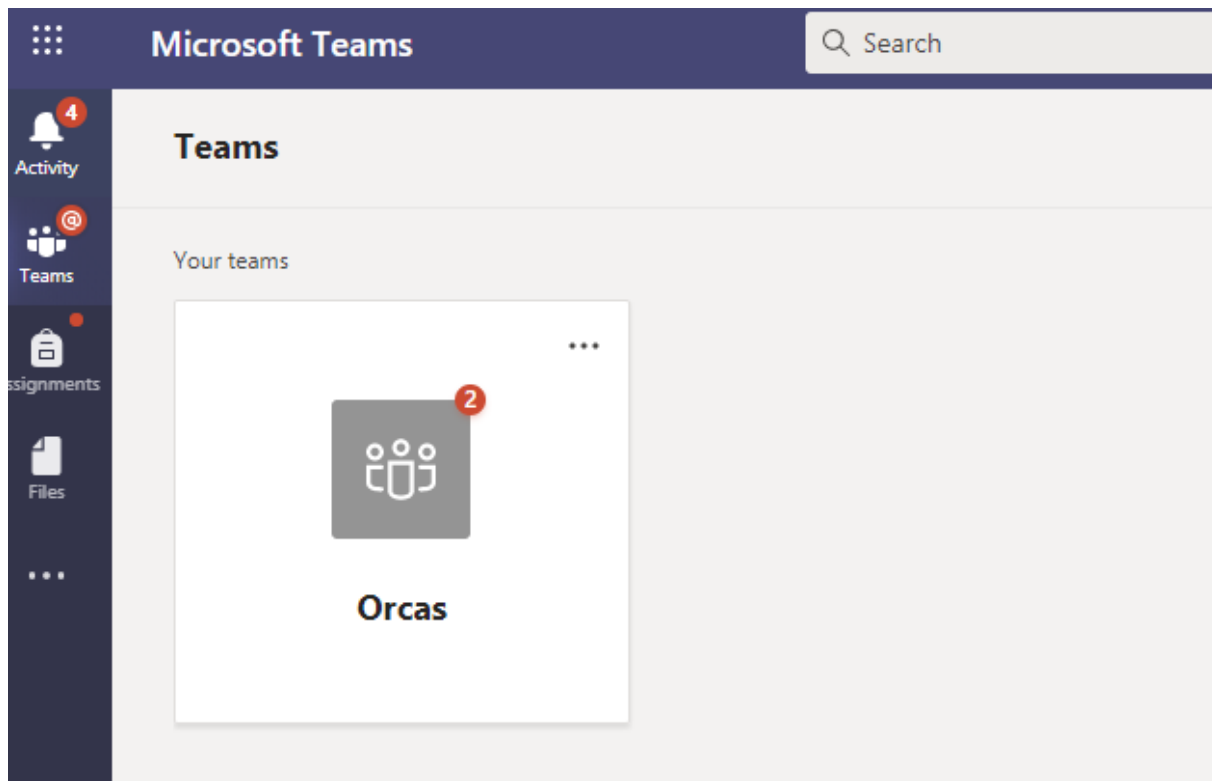 Microsoft Teams
Search
4
Activity
@
Teams
ssignments
Files
Teams
Your teams
2
Orcas